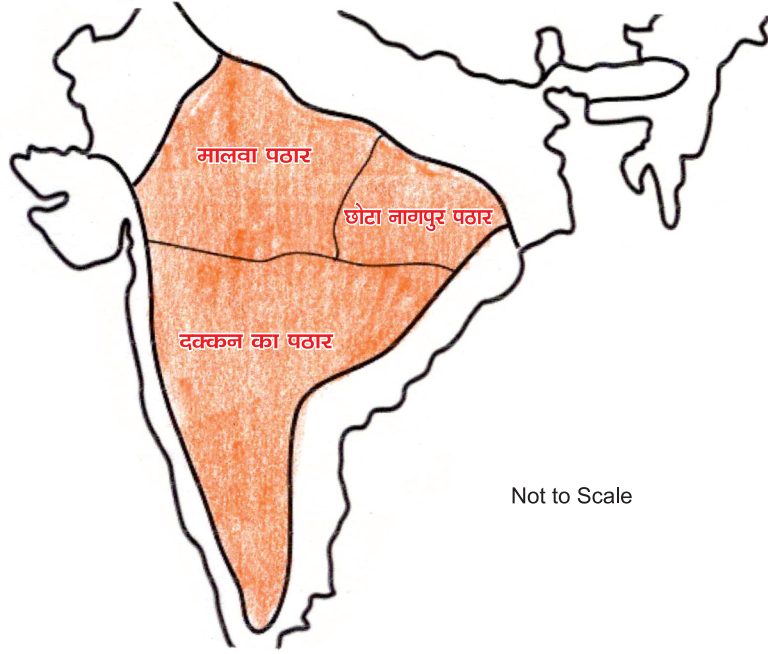 मालवा पठार
छोटा नागपुर पठार
दक्कन का पठार
Not to Scale